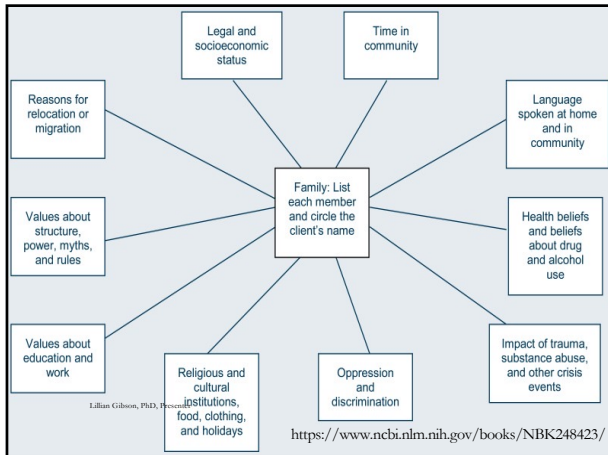 Legal and
socioeconomic
status
Time in
community
Reasons for
relocation or
migration
Language
spoken at home
and in
community
Family: List
each member
and circle the
client's name
Values about
structure,
power, myths,
and rules
Health beliefs
and beliefs
about drug
and alcohol
use
Values about
education and
work
Religious and
cultural
institutions,
food, clothing,
and holidays
Oppression
and
discrimination
Impact of trauma,
substance abuse,
and other crisis
events
Lillian Gibson, PhD, Presenter
https://www.ncbi.nlm.nih.gov/books/NBK248423/